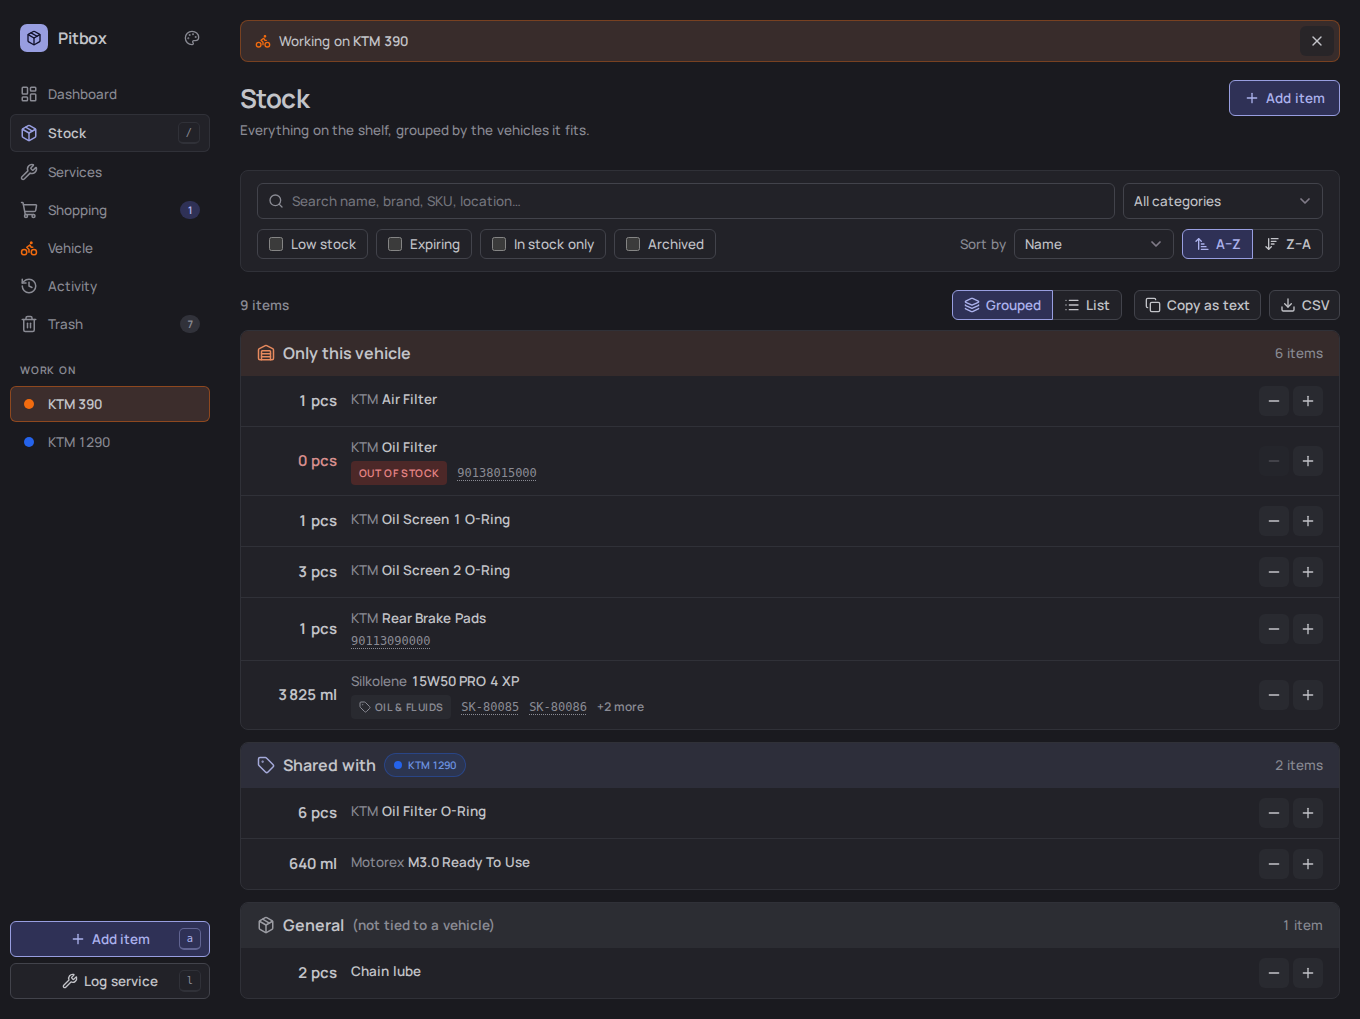 Pitbox
Dashboard
Stock /
Services
Shopping 1
Vehicle
Activity
Trash 7
WORK ON
KTM 390
KTM 1290
Add item a
Log service l
Working on KTM 390
Stock
Add item
Everything on the shelf, grouped by the vehicles it fits.
Search name, brand, SKU, location…
All categories
Low stock Expiring In stock only Archived Sort by Name A–Z Z–A
9 items Grouped List Copy as text CSV
Only this vehicle 6 items
1 pcs KTM Air Filter
0 pcs KTM Oil Filter
OUT OF STOCK 90138015000
1 pcs KTM Oil Screen 1 O-Ring
3 pcs KTM Oil Screen 2 O-Ring
1 pcs KTM Rear Brake Pads
90113090000
3 825 ml Silkolene 15W50 PRO 4 XP
OIL & FLUIDS SK-80085 SK-80086 +2 more
Shared with KTM 1290 2 items
6 pcs KTM Oil Filter O-Ring
640 ml Motorex M3.0 Ready To Use
General (not tied to a vehicle) 1 item
2 pcs Chain lube